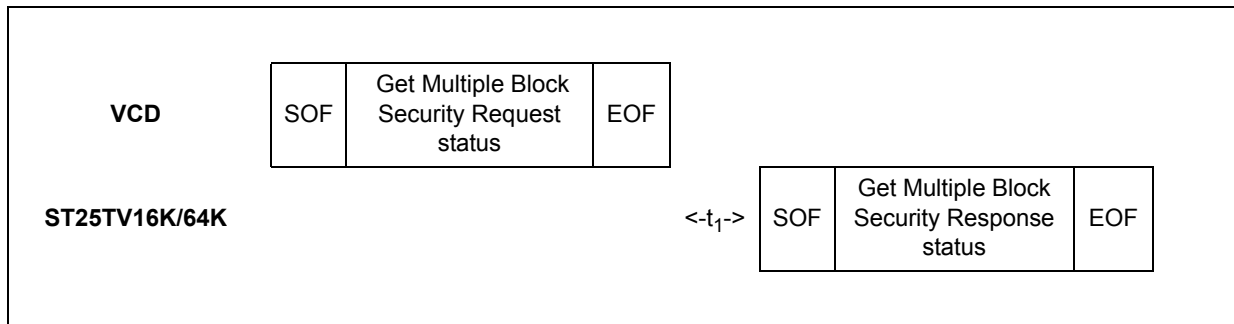 VCD
SOF
Get Multiple Block
Security Request
status
EOF
ST25TV16K/64K
<-t1->
SOF
Get Multiple Block
Security Response
status
EOF